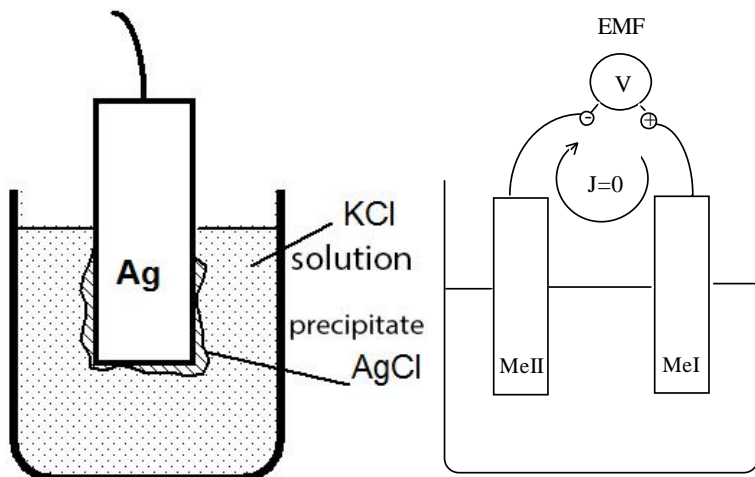 Ag
KCl
solution
precipitate
AgCl
EMF
V
- +
J=0
MeII
MeI